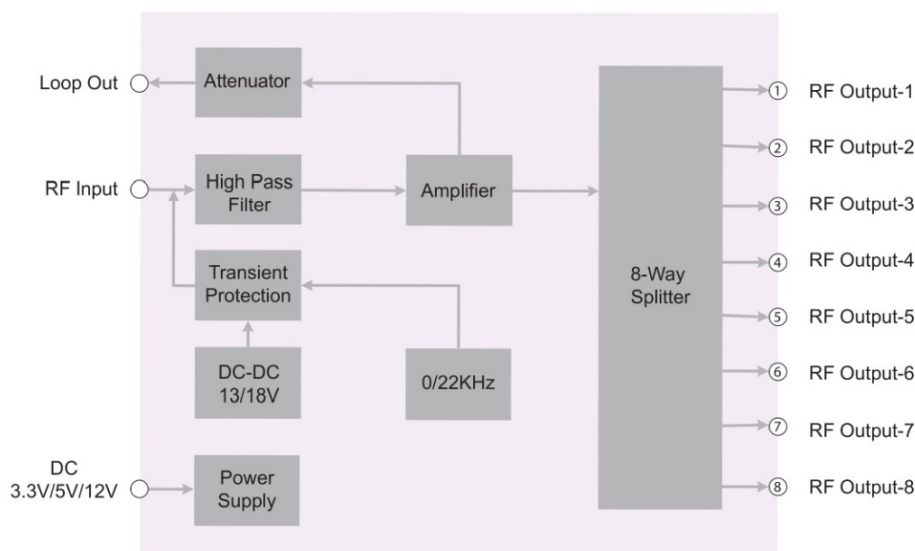 Loop Out
Attenuator
RF Input
High Pass
Filter
Amplifier
Transient
Protection
DC-DC
13/18V
0/22KHz
DC
3.3V/5V/12V
Power
Supply
8-Way
Splitter
1 RF Output-1
2 RF Output-2
3 RF Output-3
4 RF Output-4
5 RF Output-5
6 RF Output-6
7 RF Output-7
8 RF Output-8